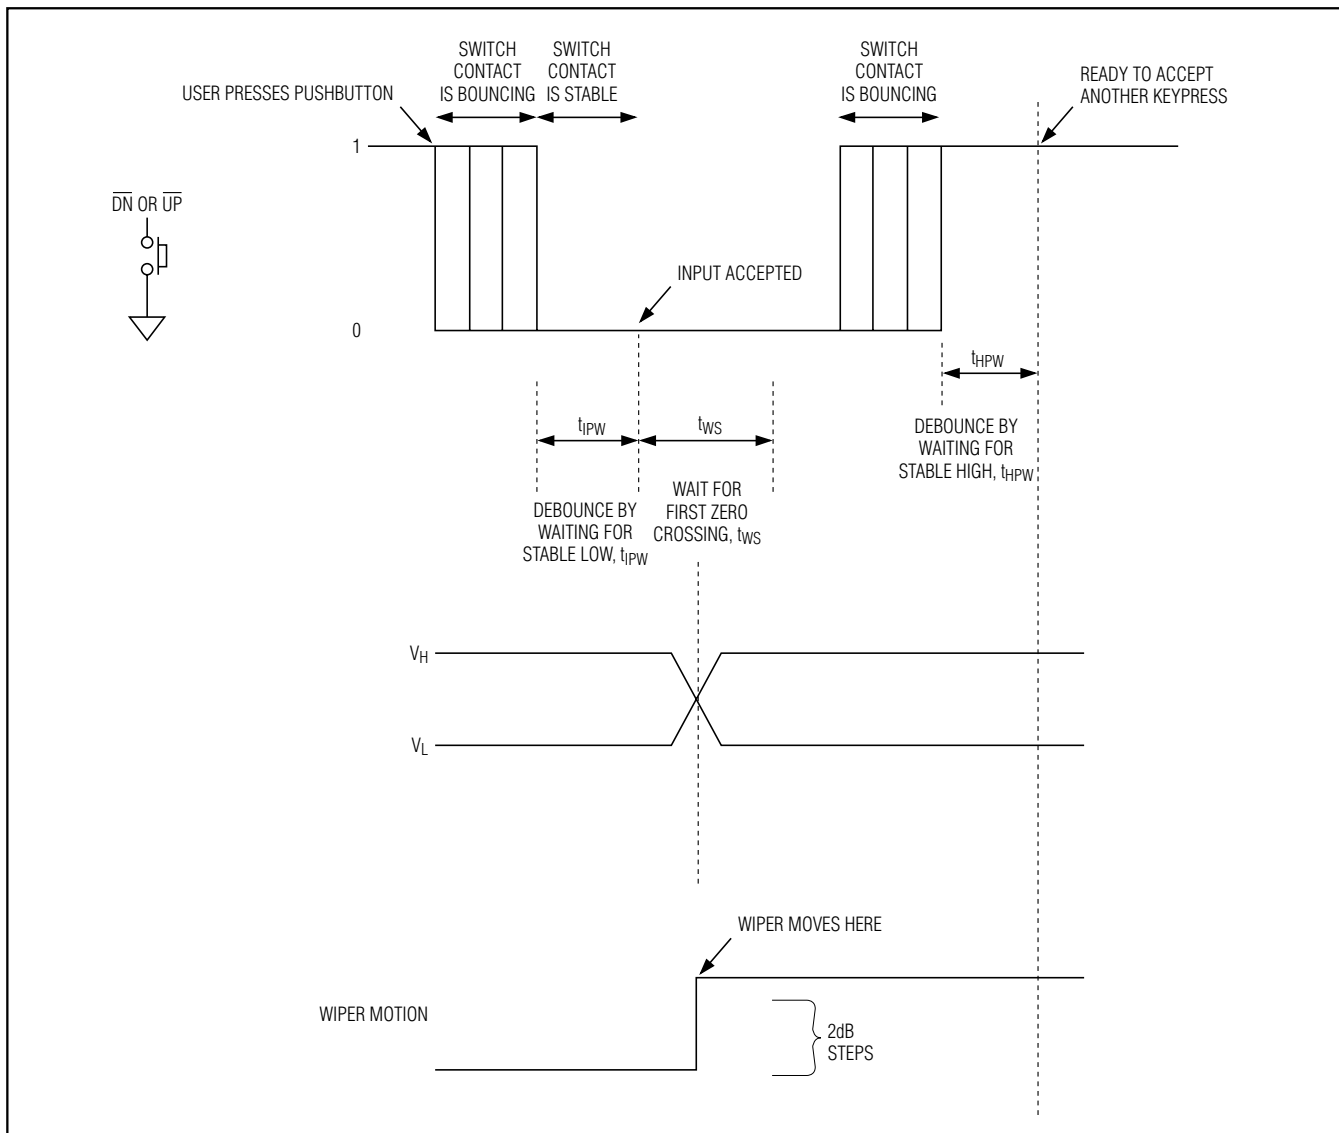 SWITCH
CONTACT
IS BOUNCING
SWITCH
CONTACT
IS STABLE
SWITCH
CONTACT
IS BOUNCING
READY TO ACCEPT
ANOTHER KEYPRESS
USER PRESSES PUSHBUTTON
1
D̅N̅ OR U̅P̅
INPUT ACCEPTED
0
tHPW
DEBOUNCE BY
WAITING FOR
STABLE HIGH, tHPW
tIPW
tWS
DEBOUNCE BY
WAITING FOR
STABLE LOW, tIPW
WAIT FOR
FIRST ZERO
CROSSING, tWS
VH
VL
WIPER MOVES HERE
WIPER MOTION
2dB
STEPS